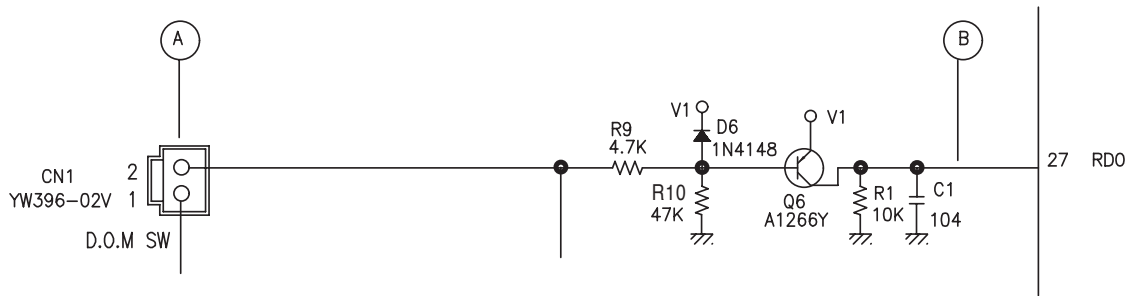 A
B
V1
D6
1N4148
V1
R9
4.7K
CN1
YW396-02V
2
1
R10
47K
Q6
A1266Y
R1
10K
C1
104
27 RD0
D.O.M SW